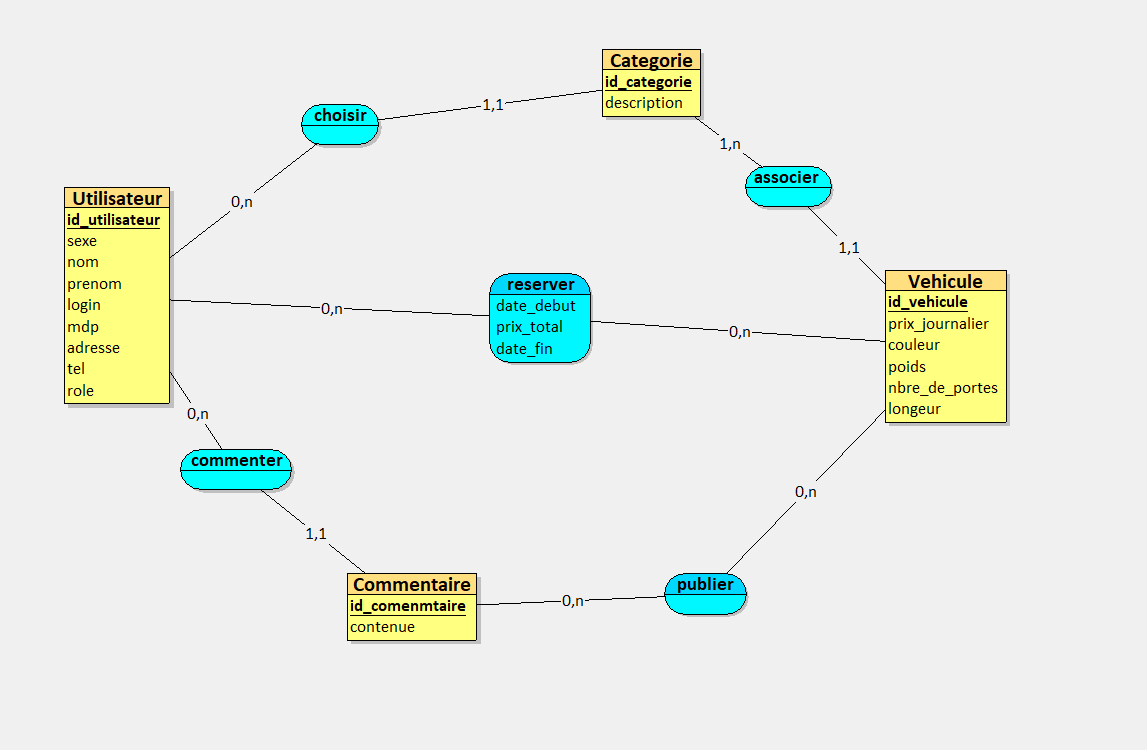 Categorie
id_categorie
description
choisir
1,1
0,n
1,n
associer
1,1
Utilisateur
id_utilisateur
sexe
nom
prenom
login
mdp
adresse
tel
role
0,n
reserver
date_debut
prix_total
date_fin
0,n
Vehicule
id_vehicule
prix_journalier
couleur
poids
nbre_de_portes
longeur
0,n
commenter
1,1
Commentaire
id_comenmtaire
contenue
0,n
publier
0,n